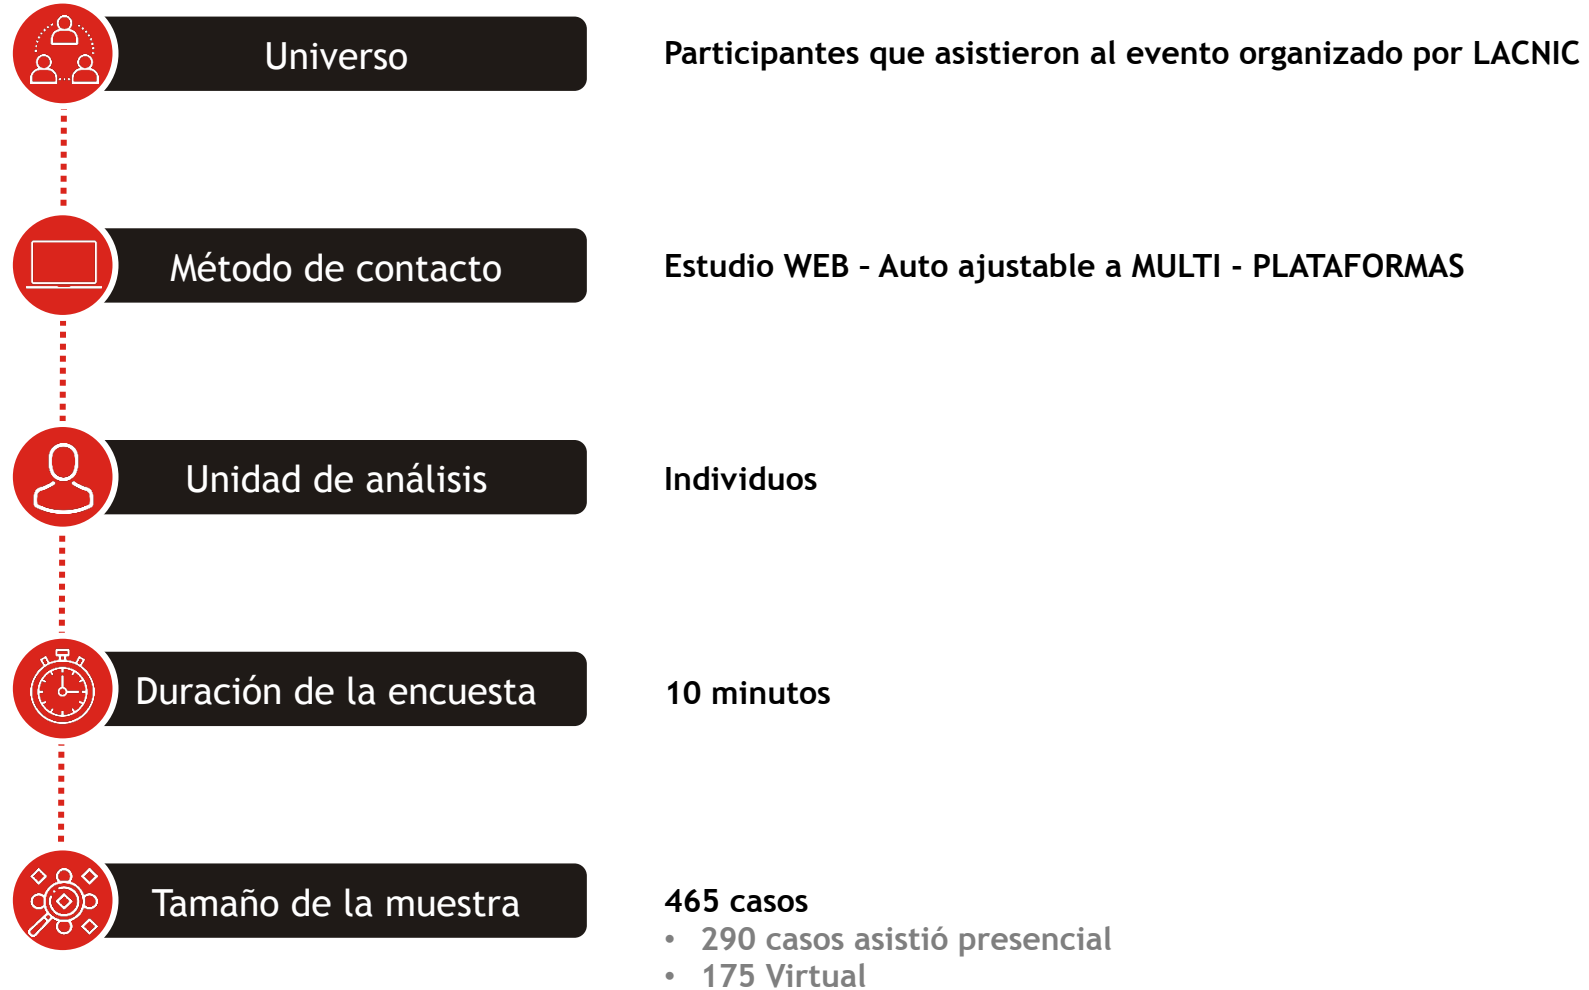 Universo
Participantes que asistieron al evento organizado por LACNIC
Método de contacto
Estudio WEB – Auto ajustable a MULTI - PLATAFORMAS
Unidad de análisis
Individuos
Duración de la encuesta
10 minutos
Tamaño de la muestra
465 casos
• 290 casos asistió presencial
• 175 Virtual